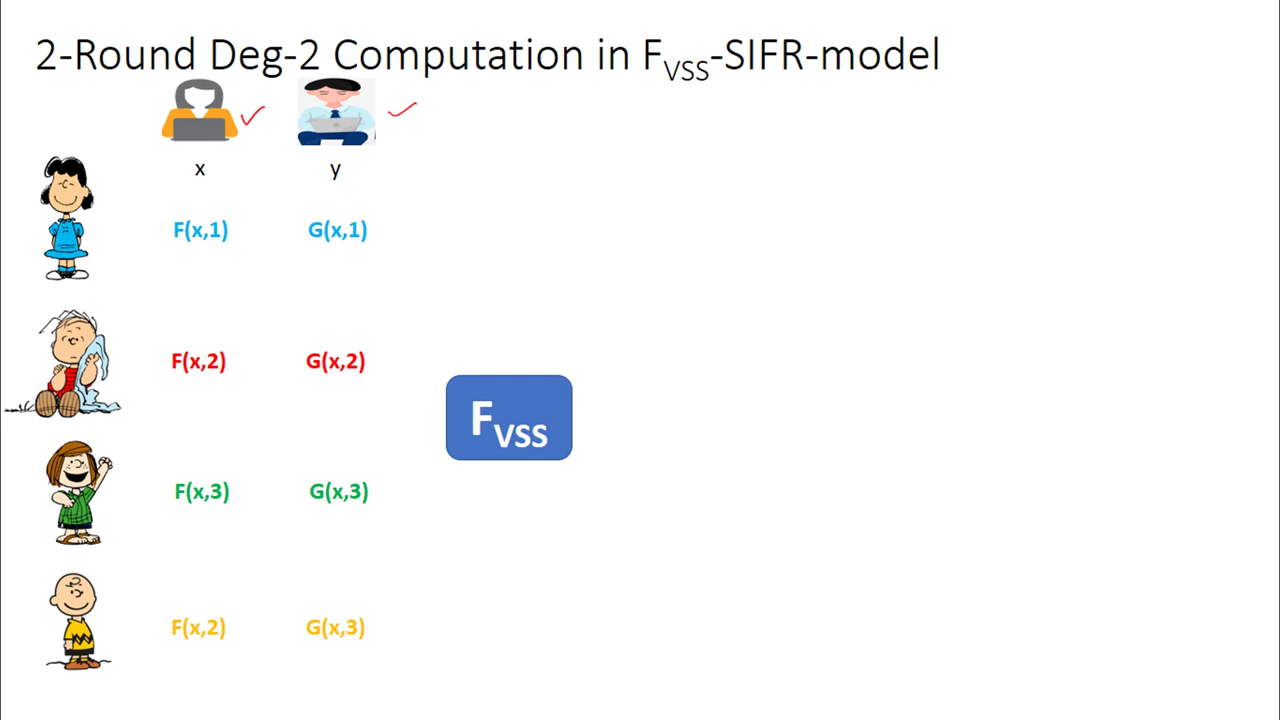 2-Round Deg-2 Computation in FVSS-SIFR-model
x y
F(x,1) G(x,1)
F(x,2) G(x,2)
FVSS
F(x,3) G(x,3)
F(x,2) G(x,3)